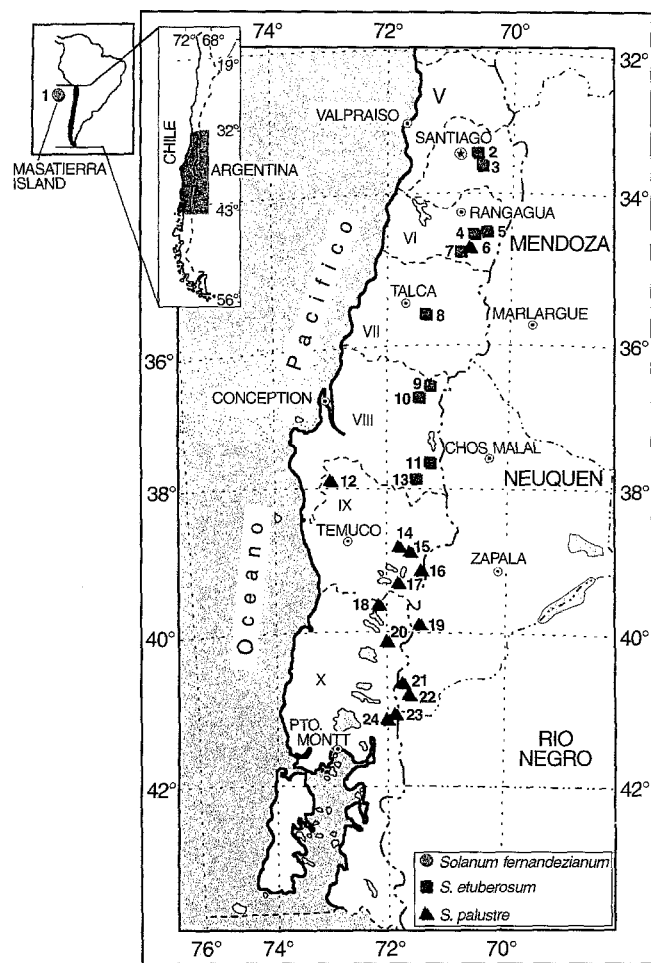 72° 68°
19°
32°
43°
56°
CHILE
ARGENTINA
1
MASATIERRA
ISLAND
74° 72° 70°
32°
34°
36°
38°
40°
42°
36°
38°
40°
42°
76° 74° 72° 70°
Oceano Pacifico
V
VALPRAISO
SANTIAGO
2
3
RANGAGUA
VI
4
5
6
7
MENDOZA
TALCA
8
MARLARGUE
VII
9
10
CONCEPTION
VIII
11
CHOS MALAL
12
13
NEUQUEN
IX
TEMUCO
14
15
16
ZAPALA
17
18
19
20
X
21
22
23
24
PTO.
MONTT
RIO
NEGRO
Solanum fernandezianum
S. etuberosum
S. palustre